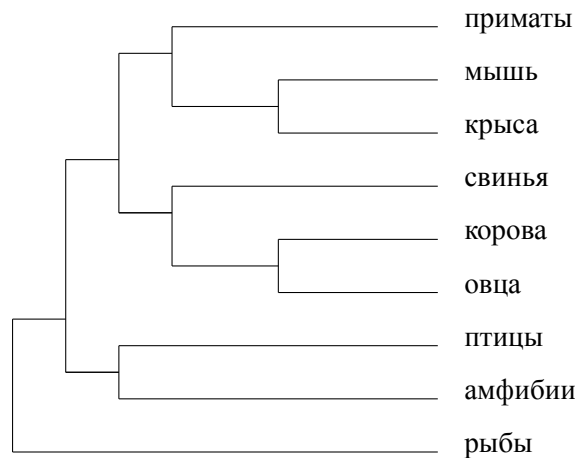 приматы
мышь
крыса
свинья
корова
овца
птицы
амфибии
рыбы